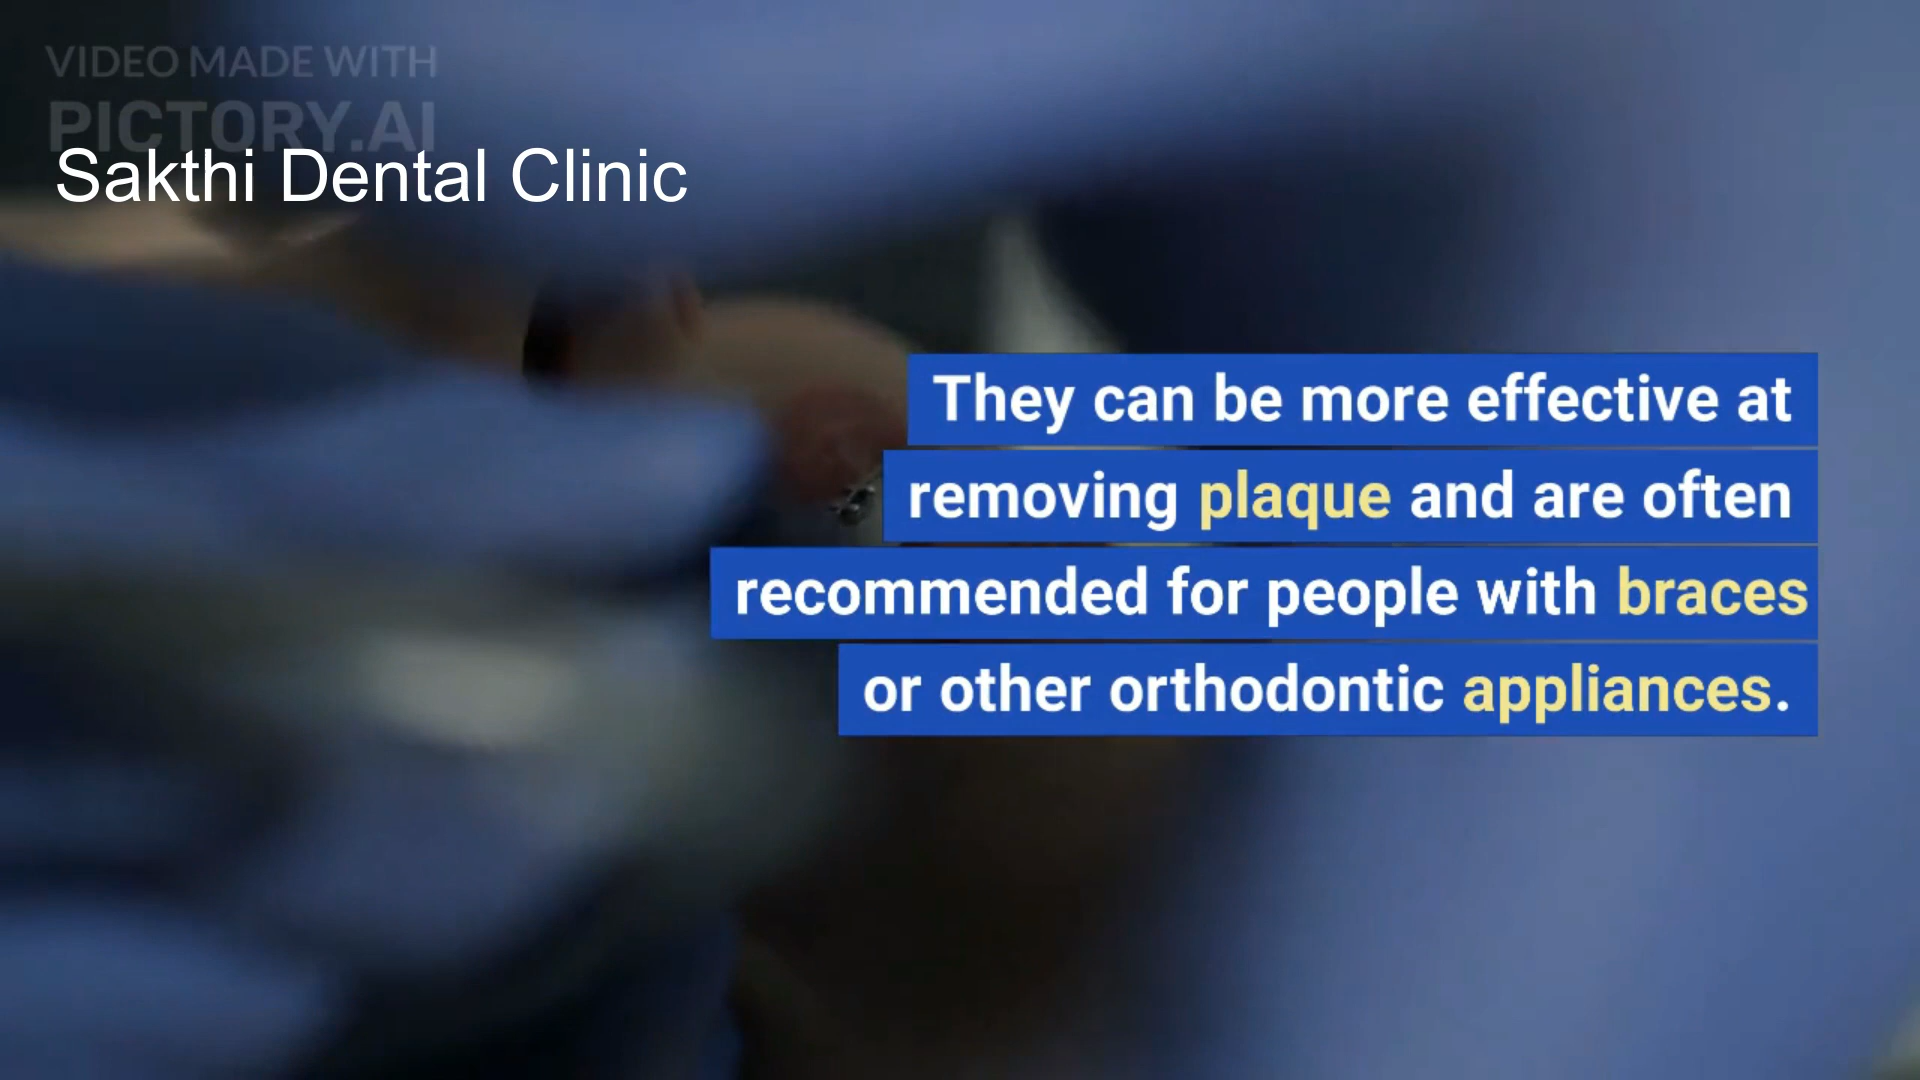 VIDEO MADE WITH
PICTORY.AI
Sakthi Dental Clinic
They can be more effective at
removing plaque and are often
recommended for people with braces
or other orthodontic appliances.